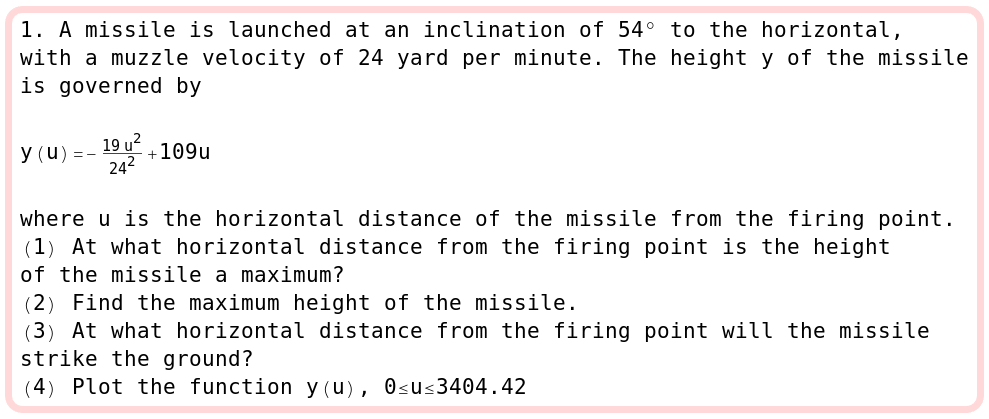 1. A missile is launched at an inclination of 54° to the horizontal,
with a muzzle velocity of 24 yard per minute. The height y of the missile
is governed by
y(u)=-\frac{19 u^2}{24^2}+109u
where u is the horizontal distance of the missile from the firing point.
(1) At what horizontal distance from the firing point is the height
of the missile a maximum?
(2) Find the maximum height of the missile.
(3) At what horizontal distance from the firing point will the missile
strike the ground?
(4) Plot the function y(u), 0≤u≤3404.42